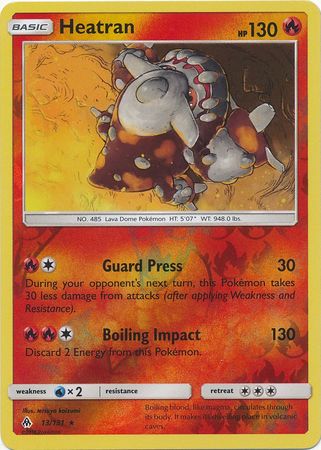 BASIC
Heatran
HP 130
NO. 485 Lava Dome Pokémon HT: 5'07" WT: 948.0 lbs.
Guard Press 30
During your opponent's next turn, this Pokémon takes
30 less damage from attacks (after applying Weakness and
Resistance).
Boiling Impact 130
Discard 2 Energy from this Pokémon.
weakness ×2 resistance retreat
Illus. tetsuya koizumi
13/131 ★
Boiling blood, like magma, circulates through
its body. It makes its dwelling place in volcanic
caves.